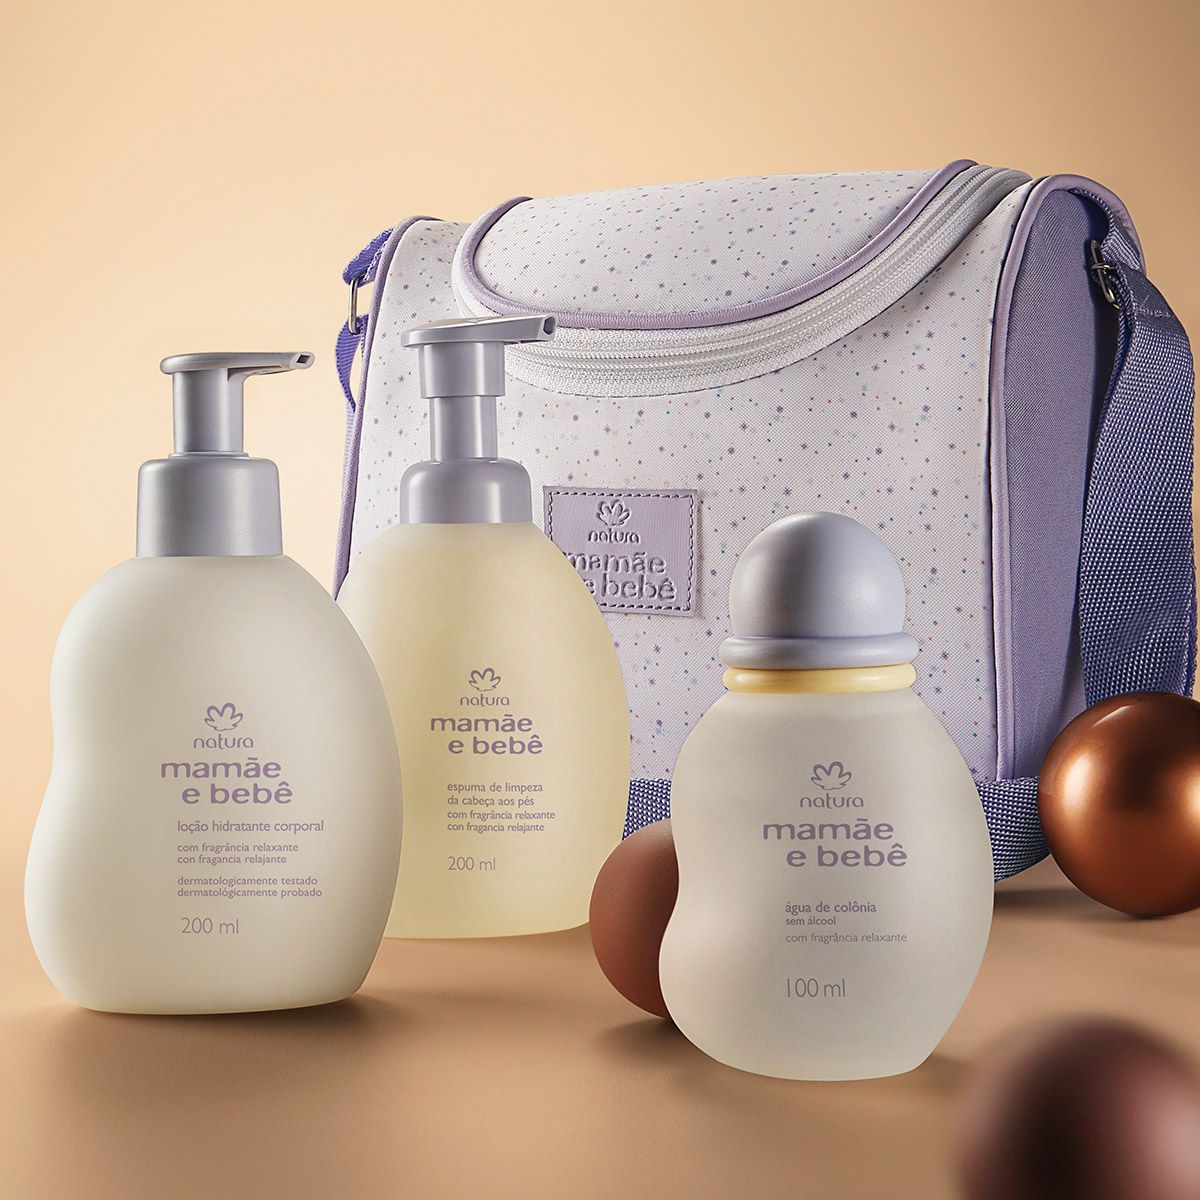 natura
mamãe
e bebê
loção hidratante corporal
com fragrância relaxante
con fragancia relajante
dermatologicamente testado
dermatológicamente probado
200 ml
natura
mamãe
e bebê
espuma de limpeza
da cabeça aos pés
com fragrância relaxante
con fragancia relajante
200 ml
natura
mamãe
e bebê
natura
mamãe
e bebê
água de colônia
sem álcool
com fragrância relaxante
100 ml